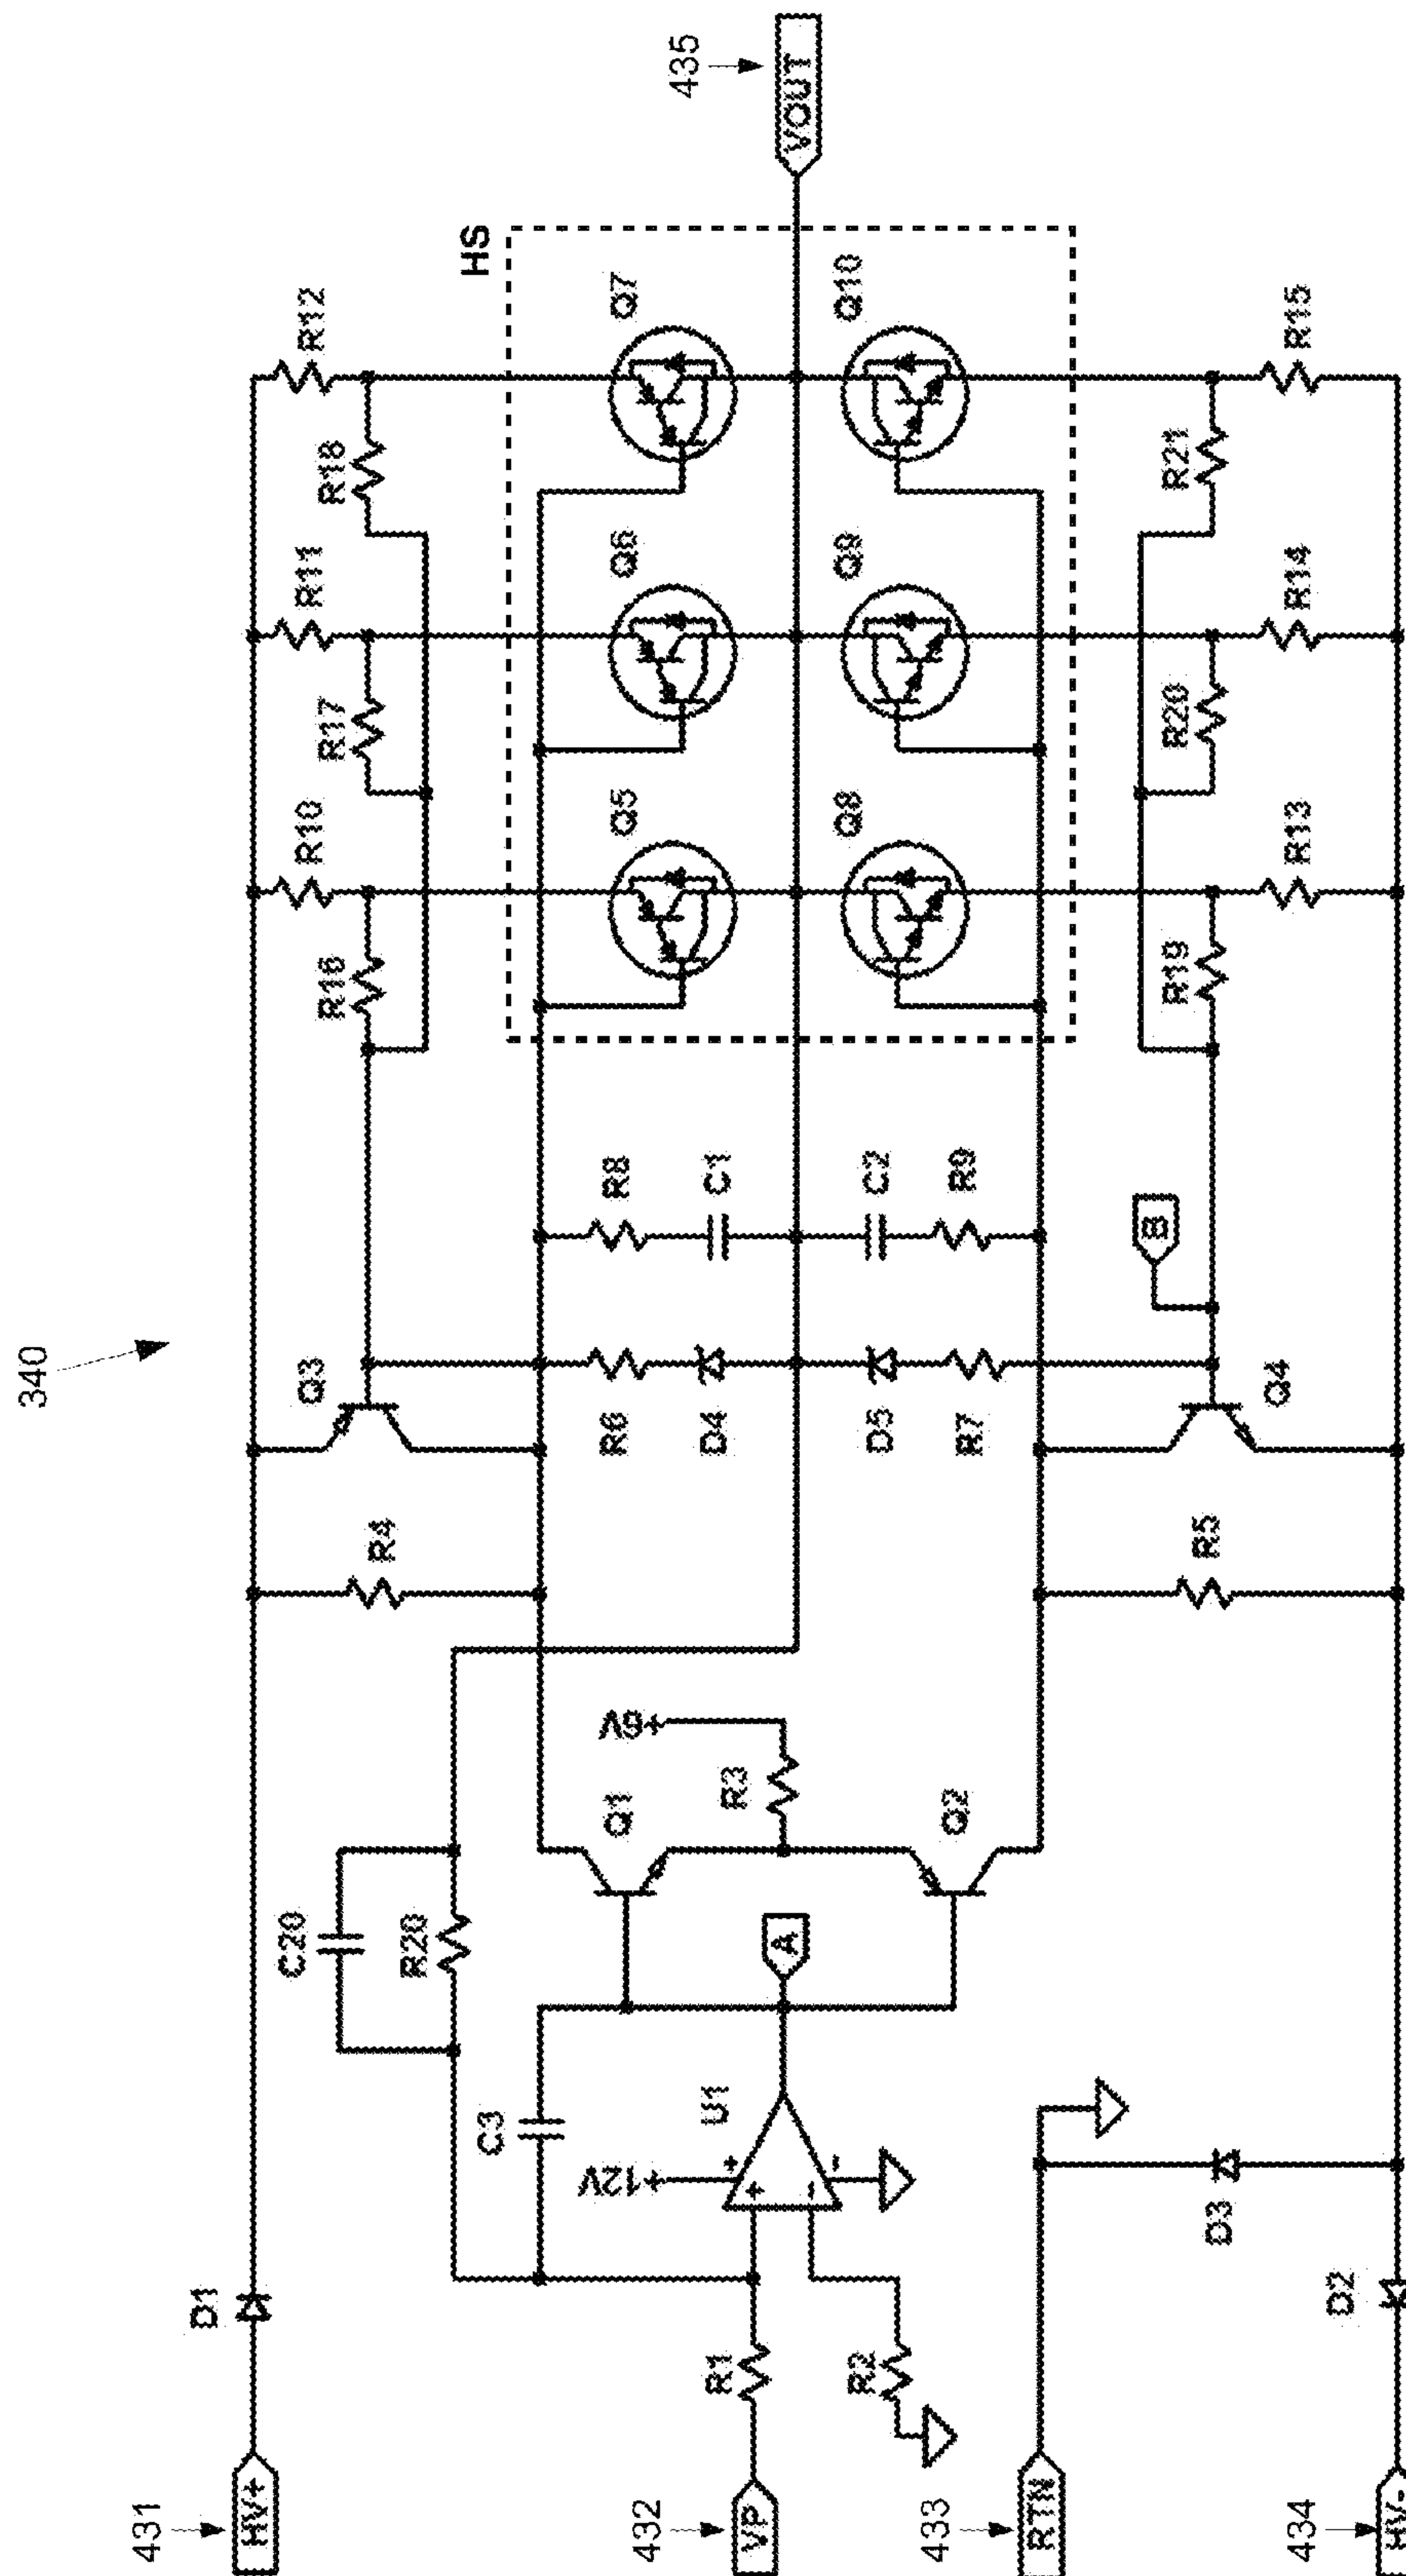 340
431
HV+
D1
R12
R11
R10
R18
R17
R16
Q3
R4
C20
HS
435
VOUT
Q7
Q6
Q5
R8
R6
C1
D4
+6V
Q1
C3
+12V
U1
+
-
+
-
A
R3
432
VP
R1
R2
Q10
Q9
Q8
C2
D5
R9
R7
Q2
433
RTN
B
R21
R20
R19
R5
Q4
D3
R15
R14
R13
D2
434
HV-